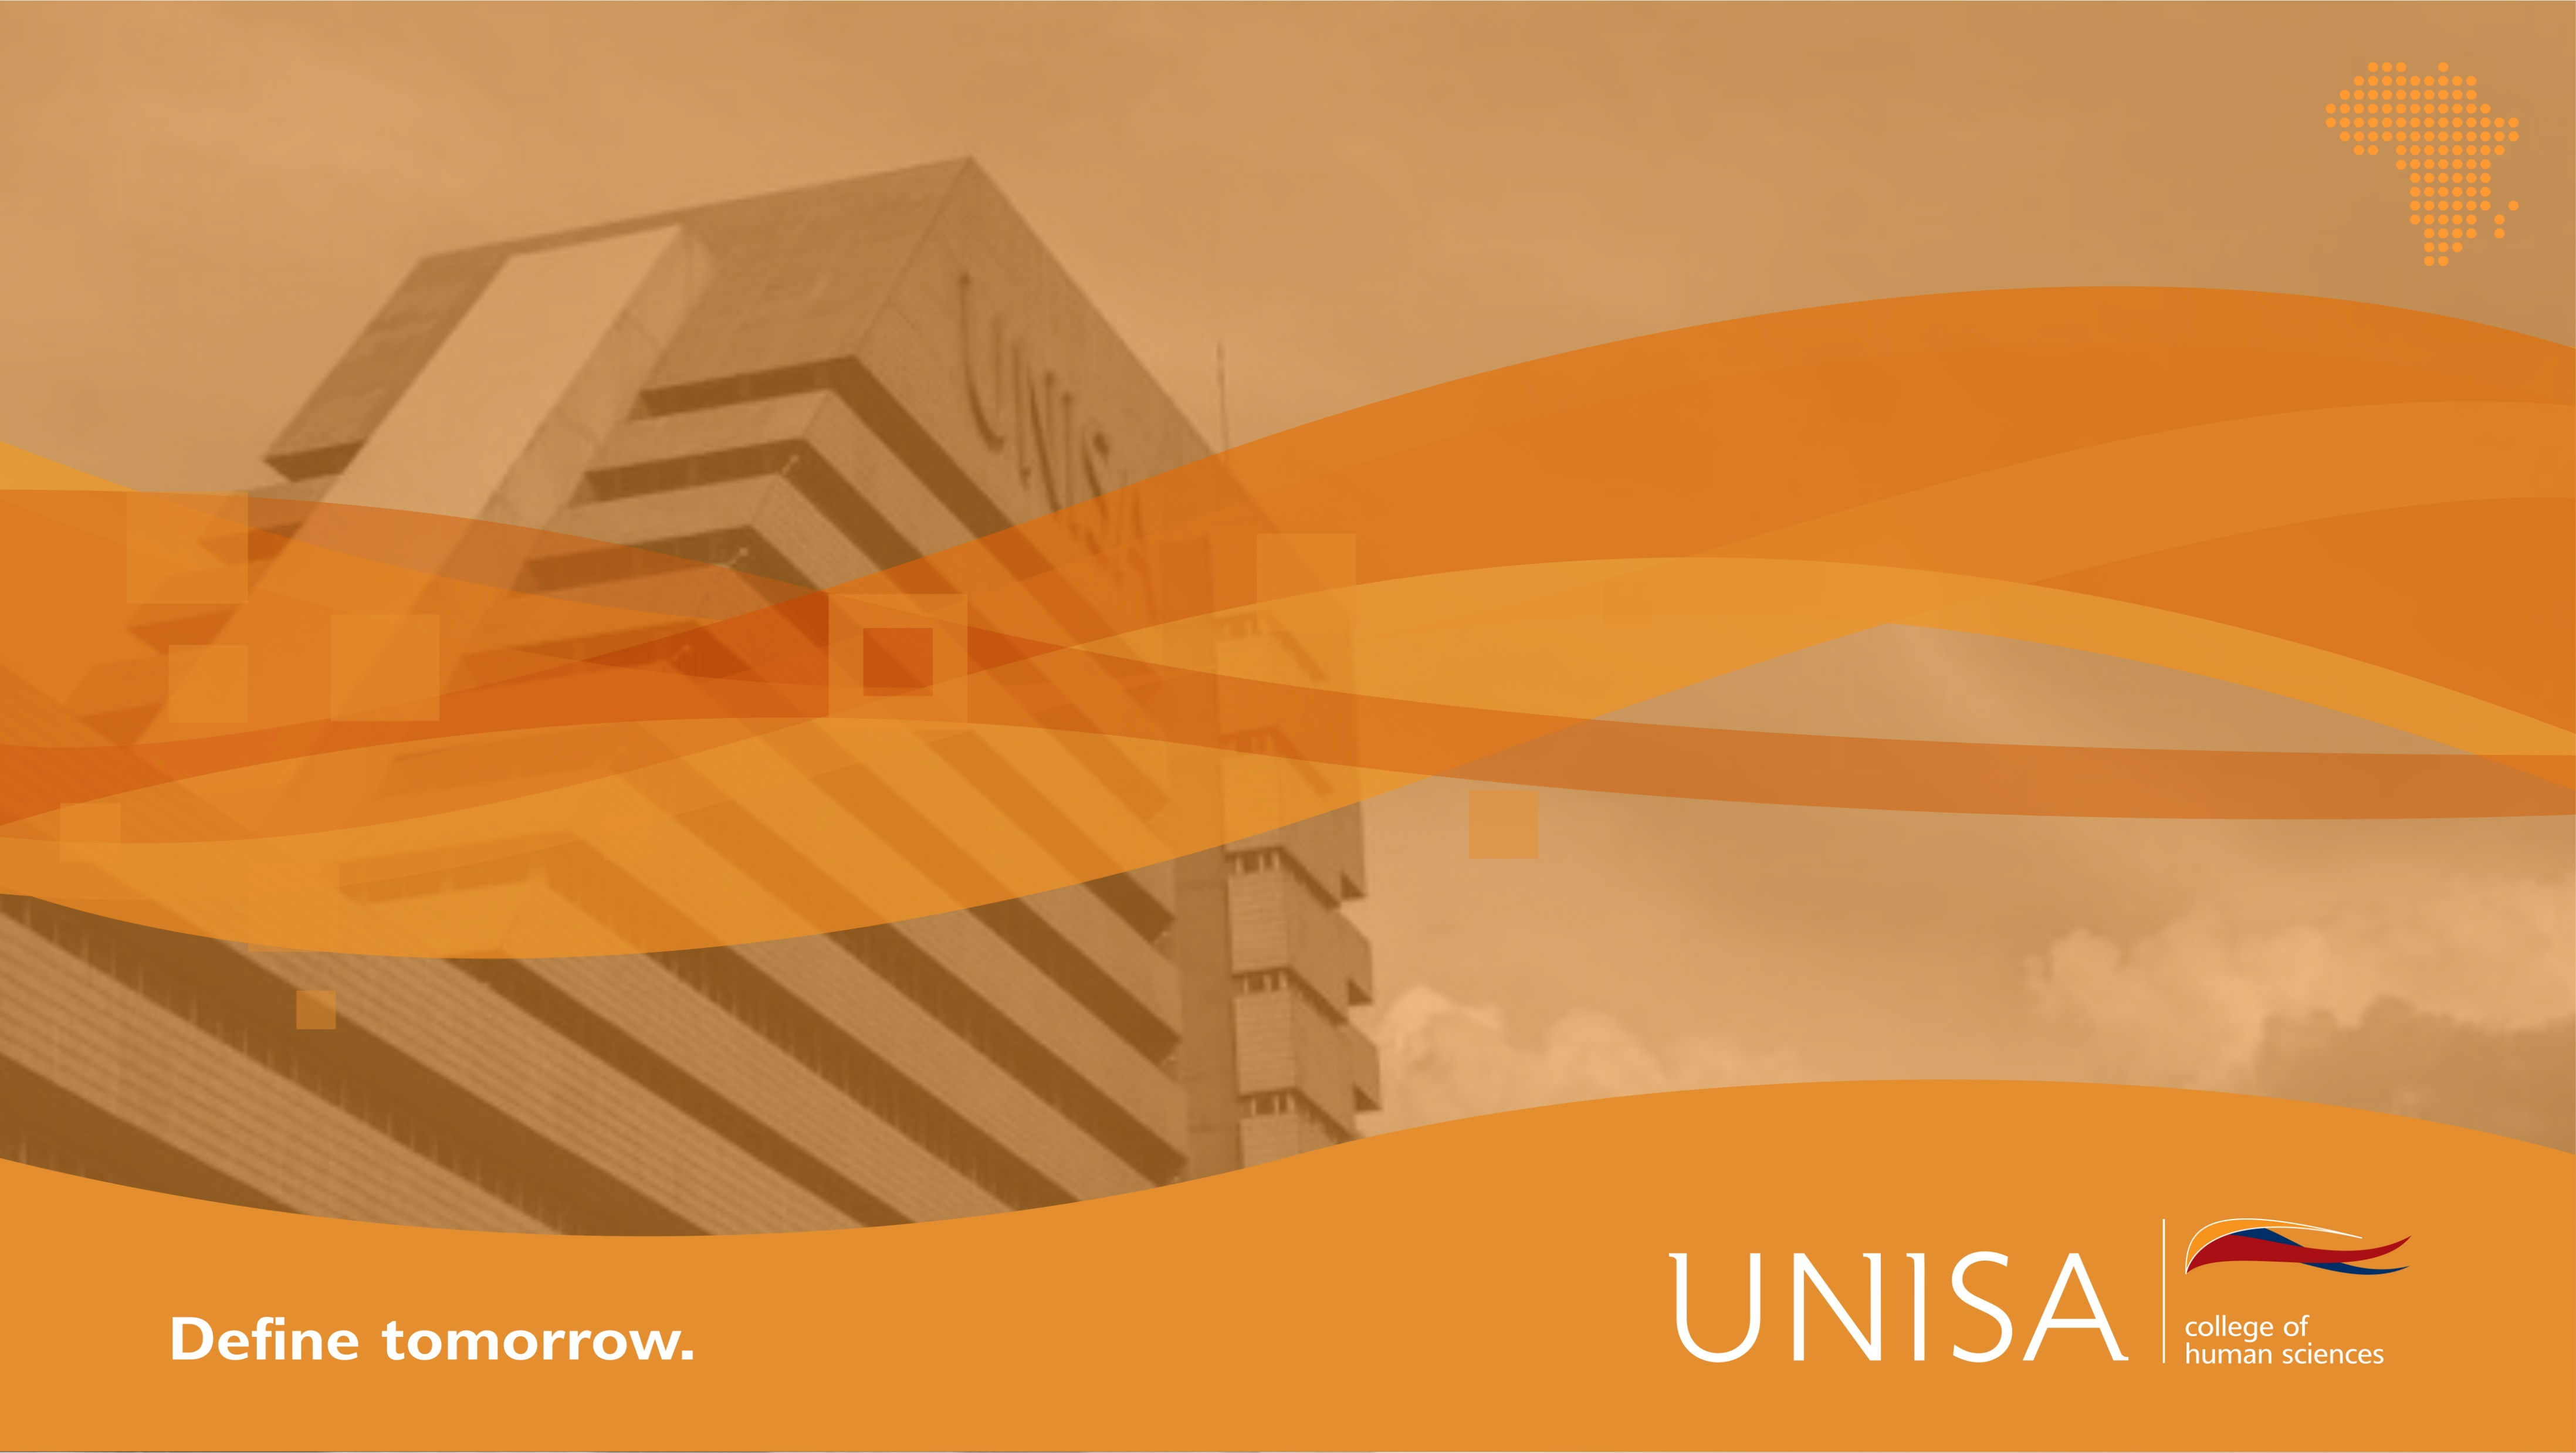 UNISA
Define tomorrow.
UNISA
college of
human sciences